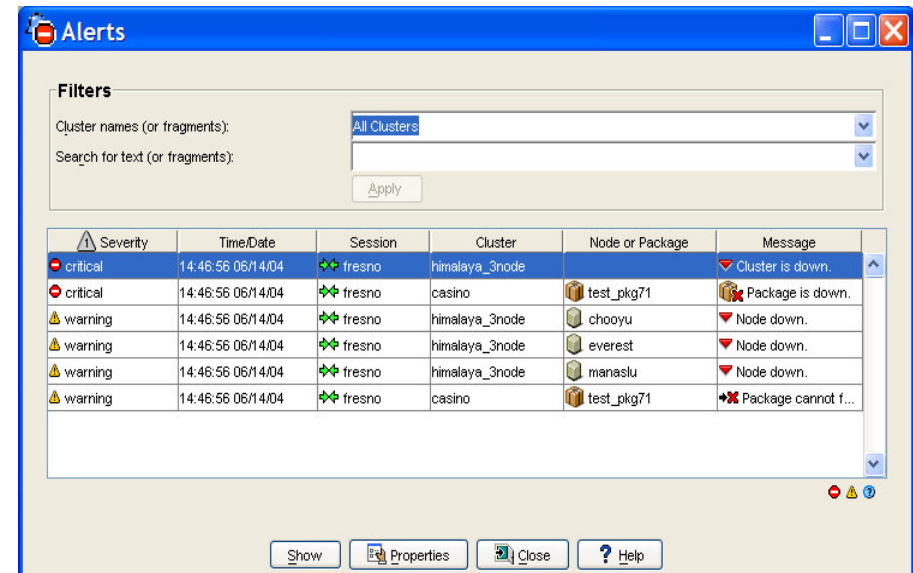 Alerts
Filters
Cluster names (or fragments): All Clusters
Search for text (or fragments):
Apply
1 Severity Time/Date Session Cluster Node or Package Message
critical 14:46:56 06/14/04 fresno himalaya_3node Cluster is down.
critical 14:46:56 06/14/04 fresno casino test_pkg71 Package is down.
warning 14:46:56 06/14/04 fresno himalaya_3node chooyu Node down.
warning 14:46:56 06/14/04 fresno himalaya_3node everest Node down.
warning 14:46:56 06/14/04 fresno himalaya_3node manaslu Node down.
warning 14:46:56 06/14/04 fresno casino test_pkg71 Package cannot f...
Show Properties Close ? Help